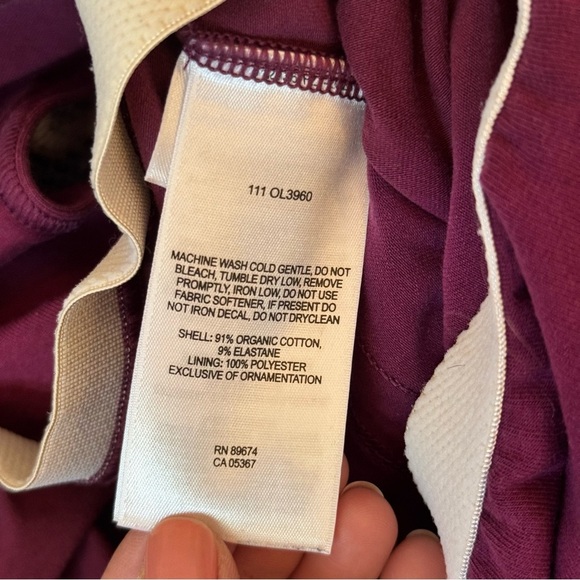 111 OL3960
MACHINE WASH COLD GENTLE, DO NOT
BLEACH, TUMBLE DRY LOW, REMOVE
PROMPTLY, IRON LOW, DO NOT USE
FABRIC SOFTENER, IF PRESENT DO
NOT IRON DECAL, DO NOT DRYCLEAN
SHELL: 91% ORGANIC COTTON,
9% ELASTANE
LINING: 100% POLYESTER
EXCLUSIVE OF ORNAMENTATION
RN 89674
CA 05367